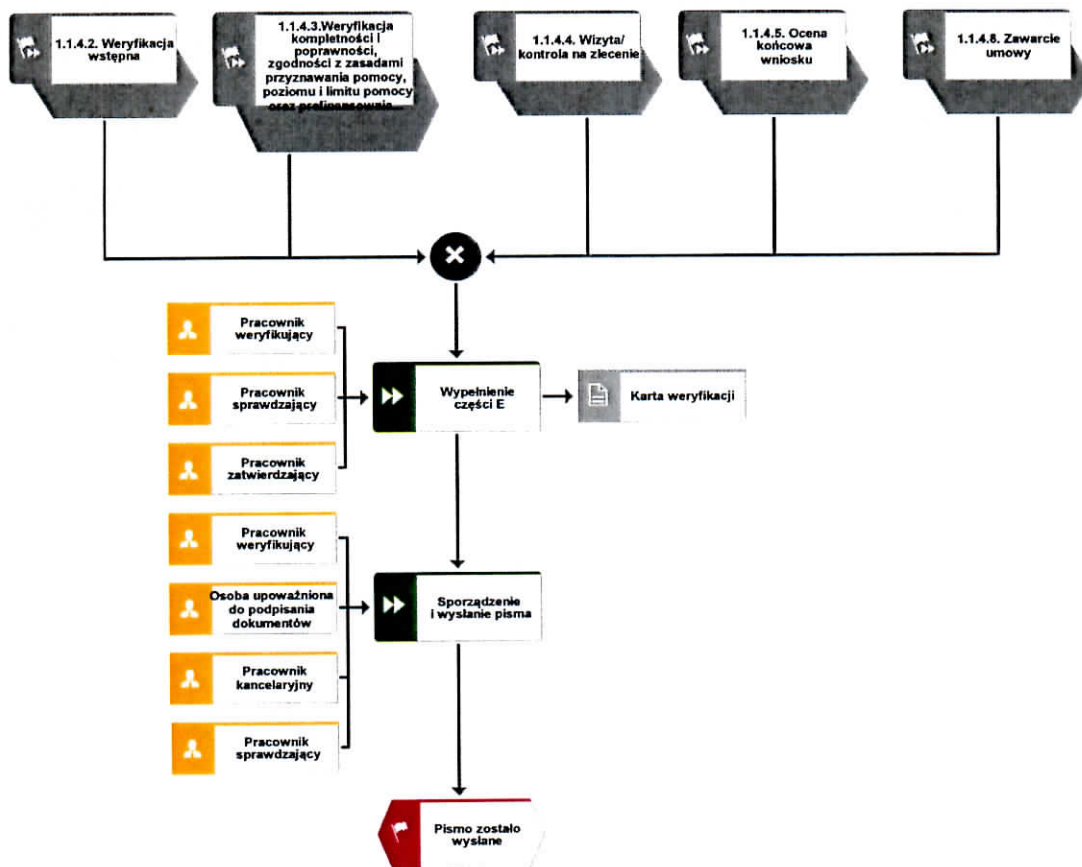 1.1.4.2. Weryfikacja
wstępna
1.1.4.3.Weryfikacja
kompletności i
poprawności,
zgodności z zasadami
przyznawania pomocy,
poziomu i limitu pomocy
oraz prefinansowania
1.1.4.4. Wizyta/
kontrola na zlecenie
1.1.4.5. Ocena
końcowa
wniosku
1.1.4.8. Zawarcie
umowy
Pracownik
weryfikujący
Pracownik
sprawdzający
Pracownik
zatwierdzający
Wypełnienie
części E
Karta weryfikacji
Pracownik
weryfikujący
Osoba upoważniona
do podpisania
dokumentów
Pracownik
kancelaryjny
Pracownik
sprawdzający
Sporządzenie
i wysłanie pisma
Pismo zostało
wysłane